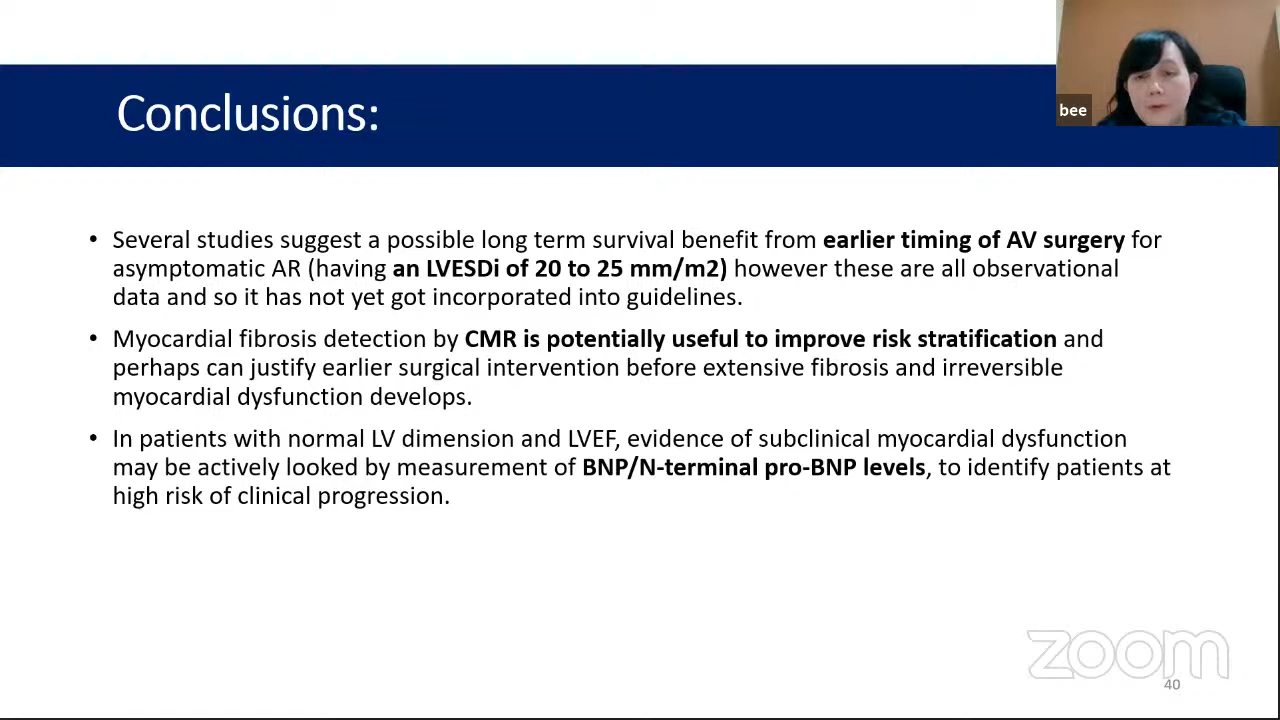 Conclusions:
bee
• Several studies suggest a possible long term survival benefit from earlier timing of AV surgery for
asymptomatic AR (having an LVESDi of 20 to 25 mm/m2) however these are all observational
data and so it has not yet got incorporated into guidelines.
• Myocardial fibrosis detection by CMR is potentially useful to improve risk stratification and
perhaps can justify earlier surgical intervention before extensive fibrosis and irreversible
myocardial dysfunction develops.
• In patients with normal LV dimension and LVEF, evidence of subclinical myocardial dysfunction
may be actively looked by measurement of BNP/N-terminal pro-BNP levels, to identify patients at
high risk of clinical progression.
zoom
40